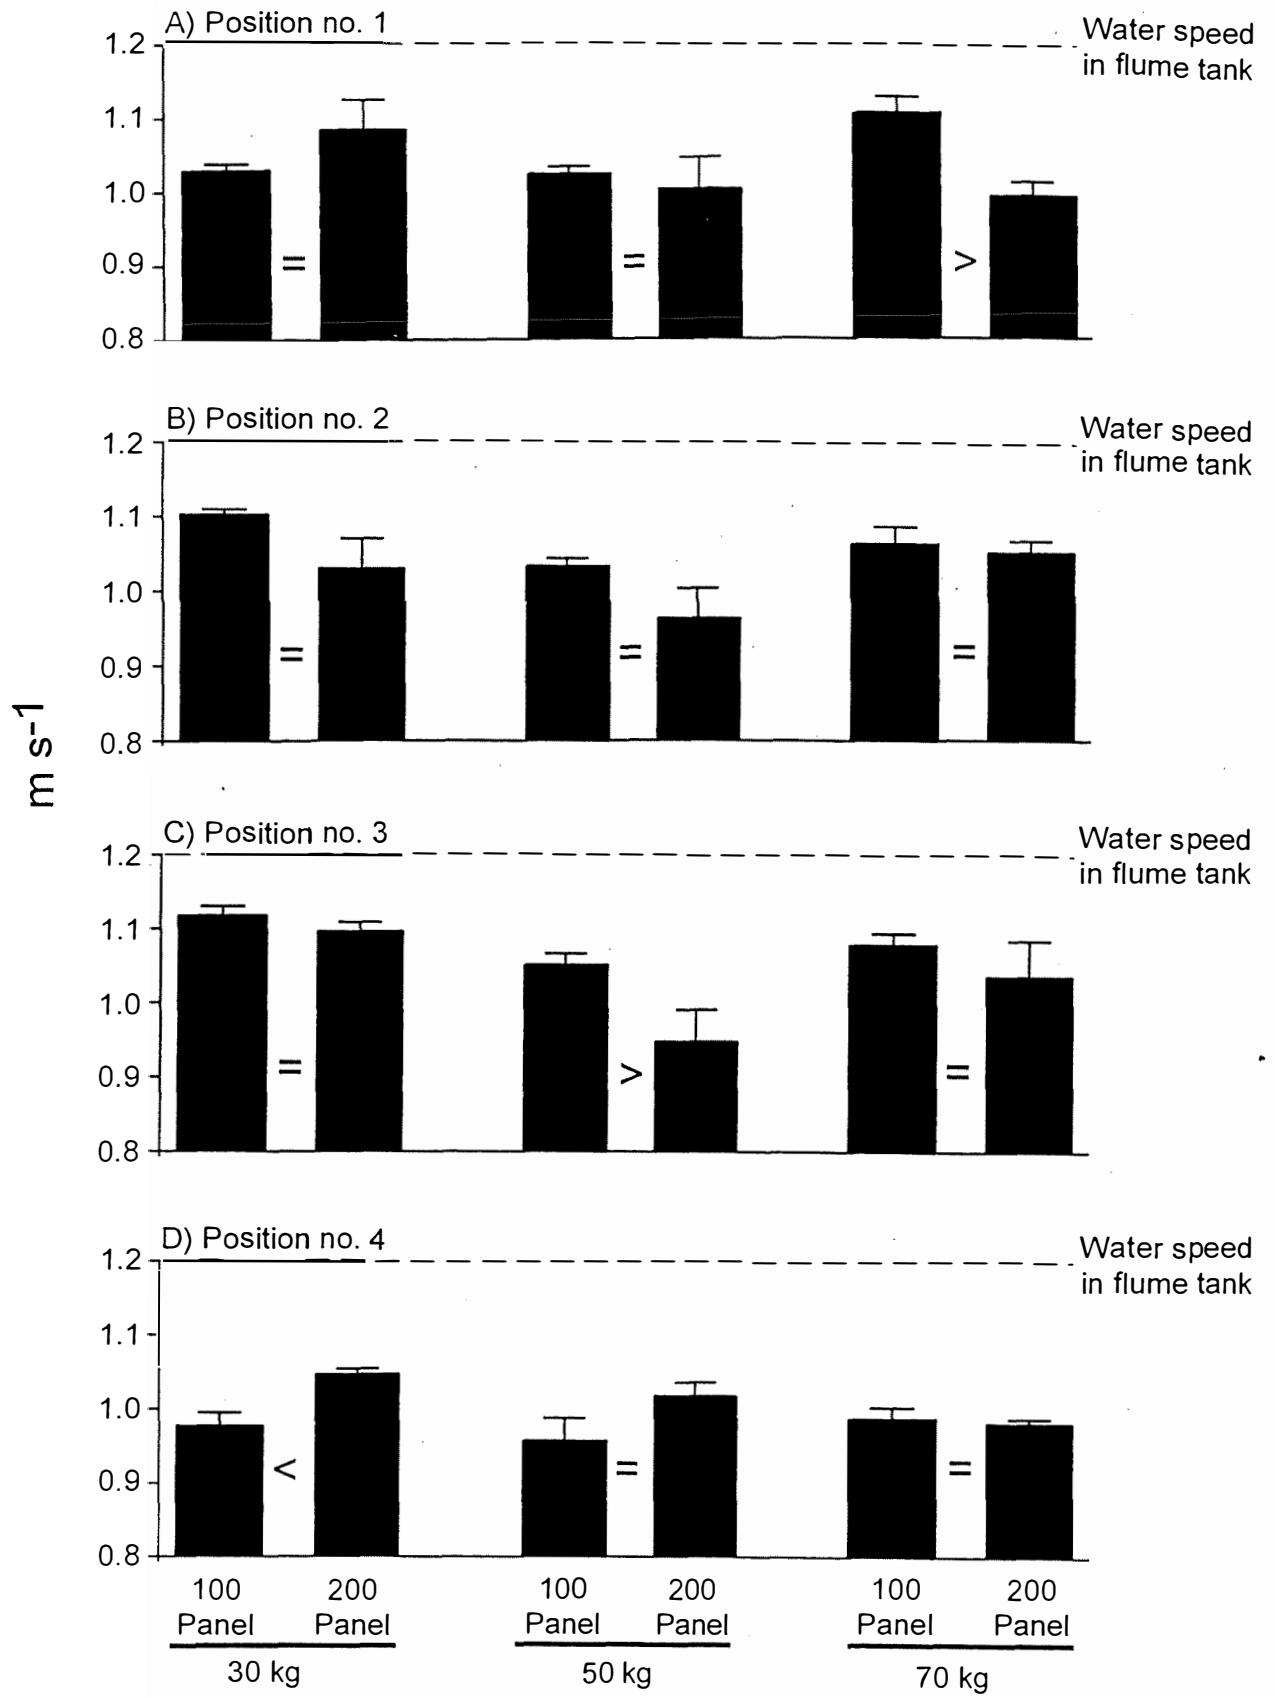 A) Position no. 1
Water speed
in flume tank
1.2
1.1
1.0
0.9
0.8
=
=
>
B) Position no. 2
Water speed
in flume tank
1.2
1.1
1.0
0.9
0.8
=
=
=
m s-1
C) Position no. 3
Water speed
in flume tank
1.2
1.1
1.0
0.9
0.8
=
>
=
D) Position no. 4
Water speed
in flume tank
1.2
1.1
1.0
0.9
0.8
<
=
=
100 200 100 200 100 200
Panel Panel Panel Panel Panel Panel
30 kg 50 kg 70 kg